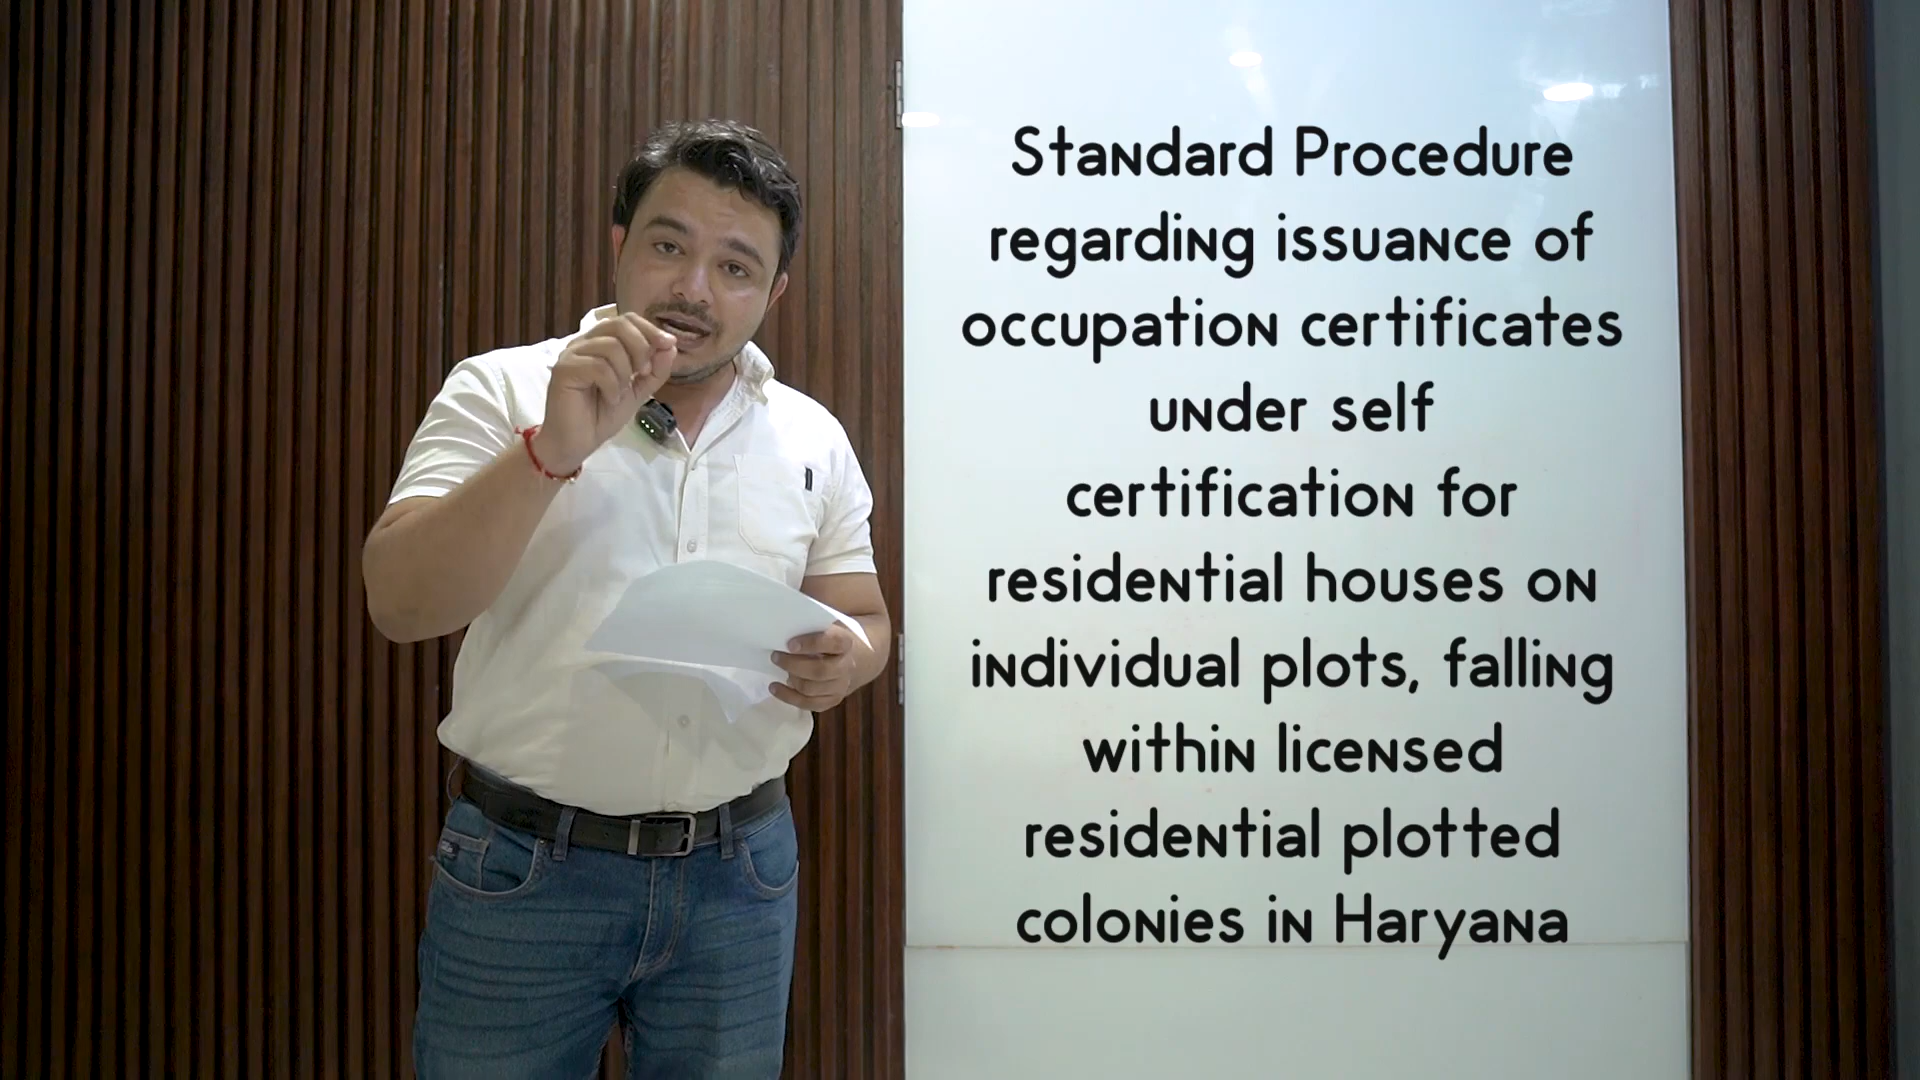 Standard Procedure
regarding issuance of
occupation certificates
under self
certification for
residential houses on
individual plots, falling
within licensed
residential plotted
colonies in Haryana